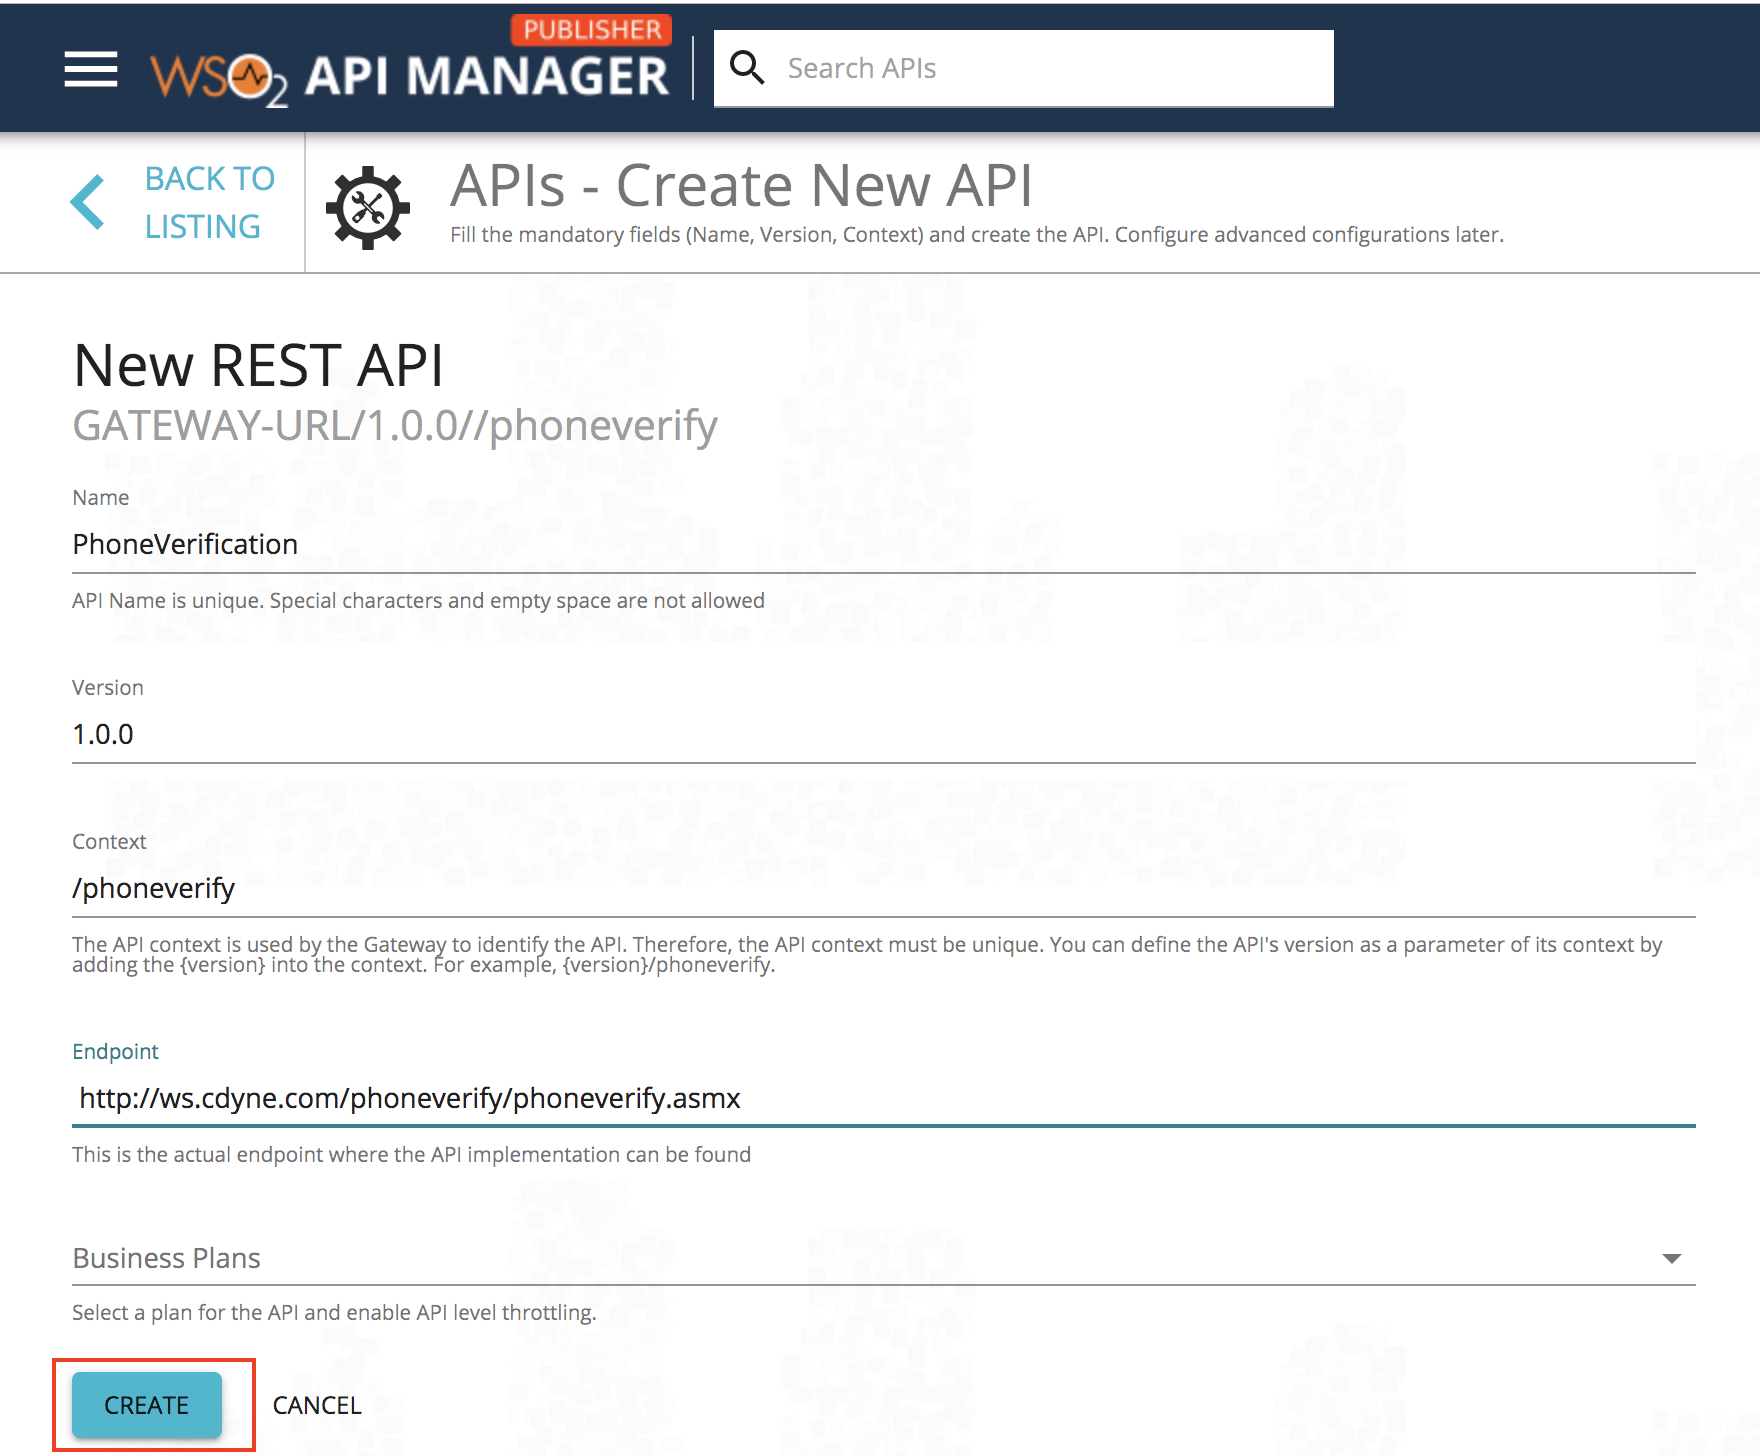 PUBLISHER
WSO2 API MANAGER
Search APIs
BACK TO
LISTING
APIs - Create New API
Fill the mandatory fields (Name, Version, Context) and create the API. Configure advanced configurations later.
New REST API
GATEWAY-URL/1.0.0//phoneverify
Name
PhoneVerification
API Name is unique. Special characters and empty space are not allowed
Version
1.0.0
Context
/phoneverify
The API context is used by the Gateway to identify the API. Therefore, the API context must be unique. You can define the API's version as a parameter of its context by
adding the {version} into the context. For example, {version}/phoneverify.
Endpoint
http://ws.cdyne.com/phoneverify/phoneverify.asmx
This is the actual endpoint where the API implementation can be found
Business Plans
Select a plan for the API and enable API level throttling.
CREATE CANCEL